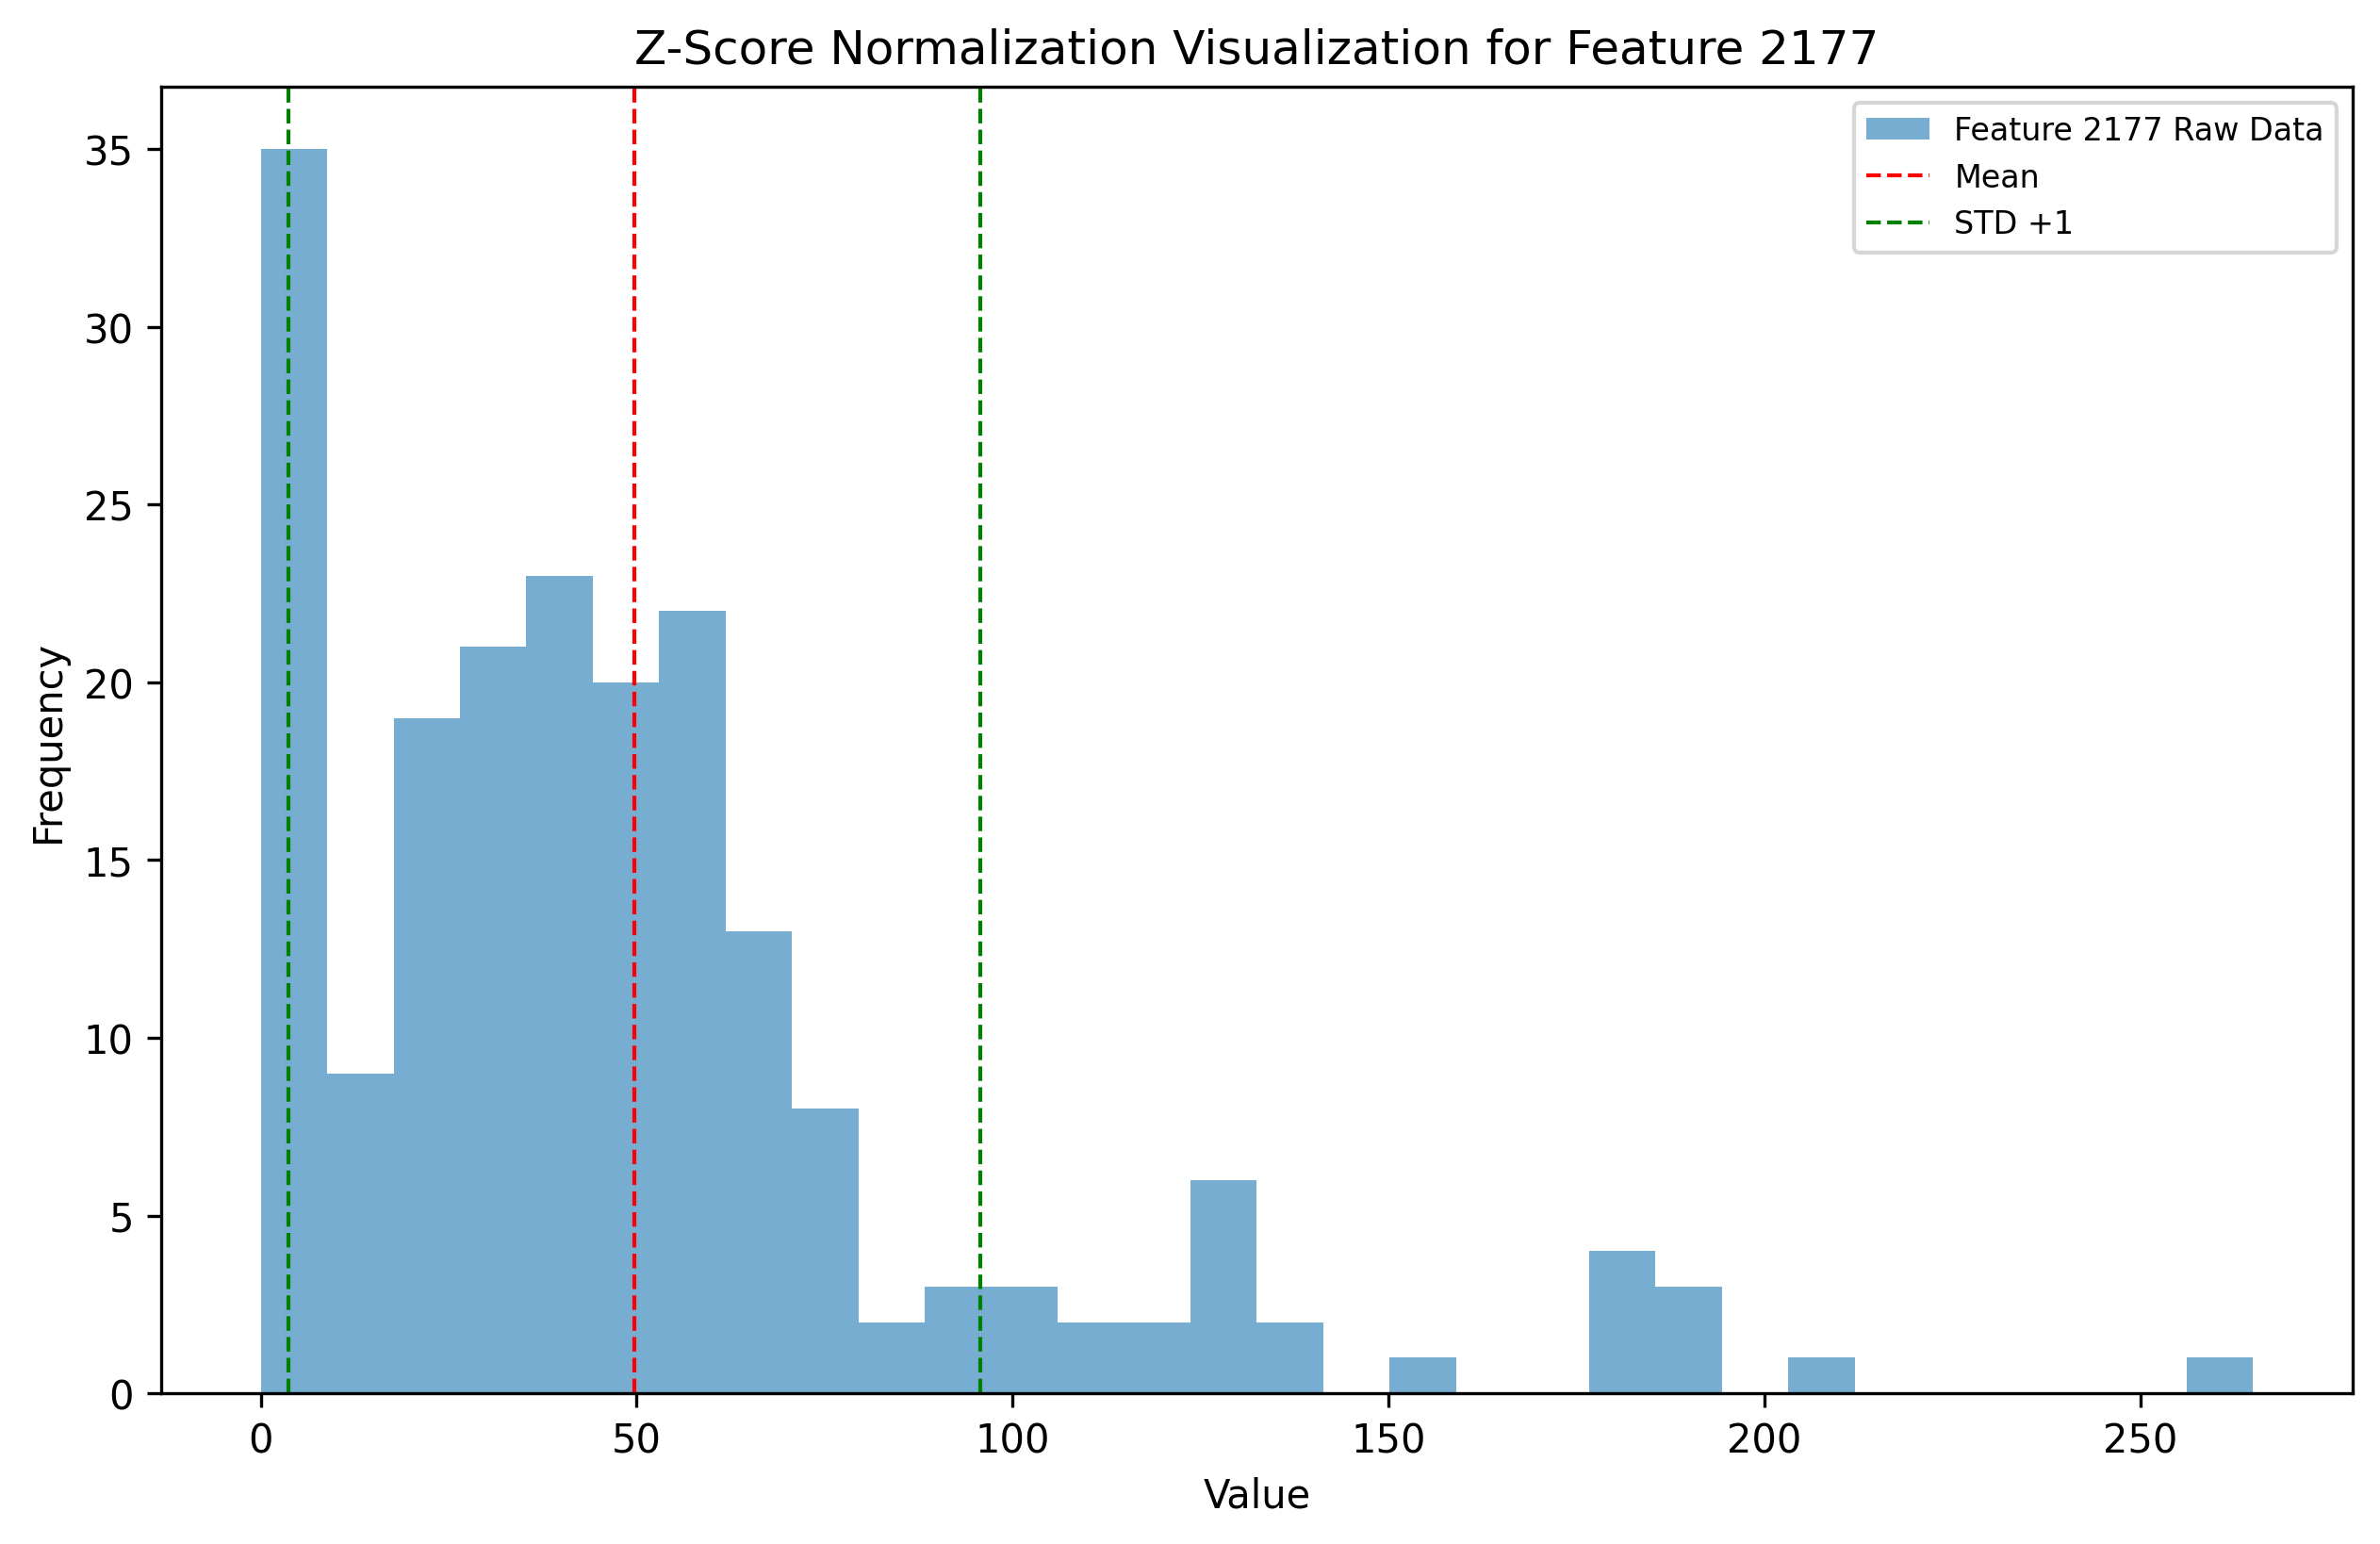 Z-Score Normalization Visualization for Feature 2177
Feature 2177 Raw Data
Mean
STD +1
Frequency
35
30
25
20
15
10
5
0
0 50 100 150 200 250
Value